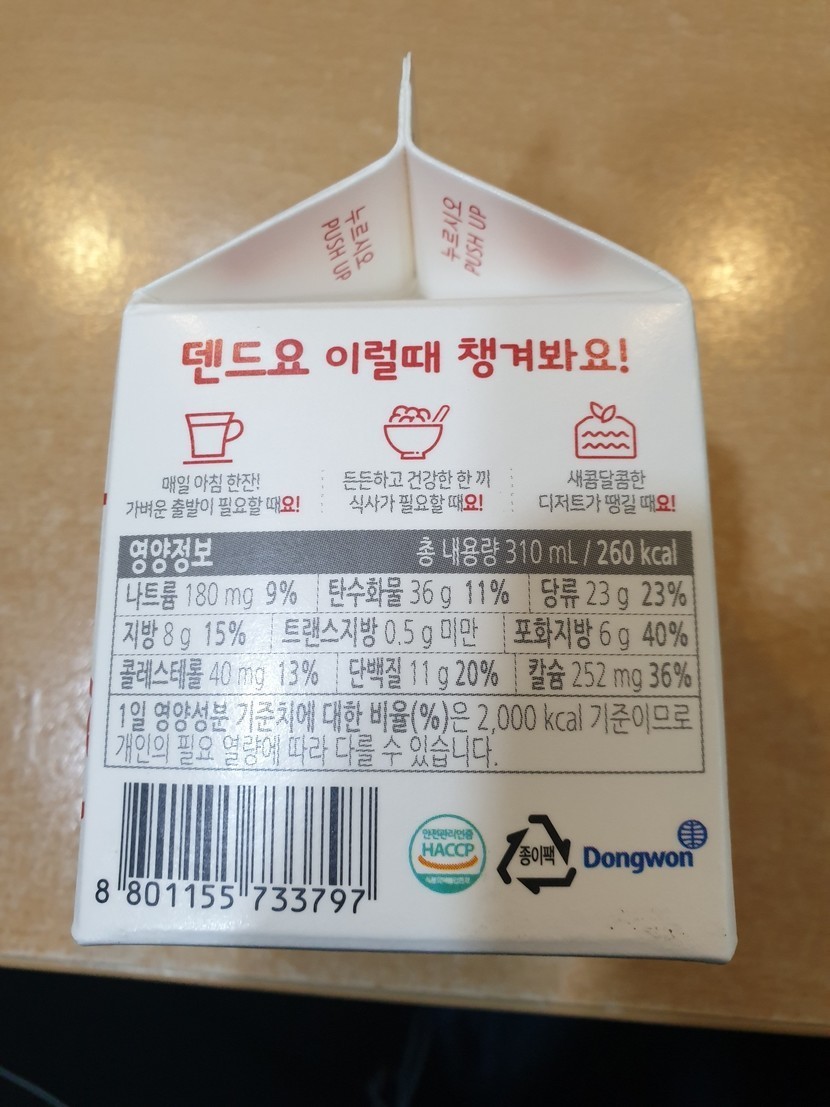 누르시오
PUSH UP
누르시오
PUSH UP
덴드요 이럴때 챙겨봐요!
매일 아침 한잔!
가벼운 출발이 필요할 때요!
든든하고 건강한 한 끼
식사가 필요할 때요!
새콤달콤한
디저트가 땡길 때요!
영양정보 총 내용량 310 mL / 260 kcal
나트륨 180 mg 9% 탄수화물 36 g 11% 당류 23 g 23%
지방 8 g 15% 트랜스지방 0.5 g 미만 포화지방 6 g 40%
콜레스테롤 40 mg 13% 단백질 11 g 20% 칼슘 252 mg 36%
1일 영양성분 기준치에 대한 비율(%)은 2,000 kcal 기준이므로
개인의 필요 열량에 따라 다를 수 있습니다.
8 801155 733797
안전관리인증
HACCP
종이팩
Dongwon